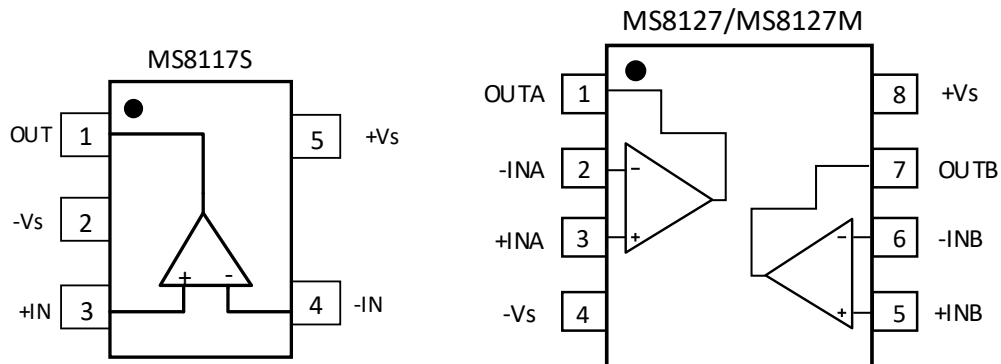 MS8117S
OUT 1
5 +Vs
-Vs 2
+IN 3
4 -IN
+ -
MS8127/MS8127M
OUTA 1
8 +Vs
-INA 2
-
7 OUTB
+INA 3
+
-
6 -INB
-Vs 4
+
5 +INB